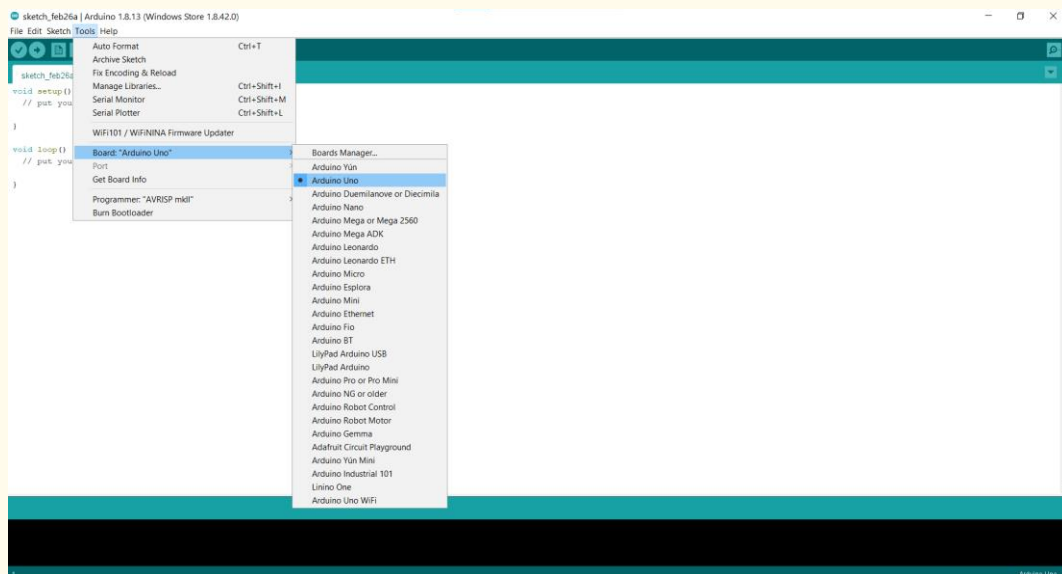 sketch_feb26a | Arduino 1.8.13 (Windows Store 1.8.42.0)
File Edit Sketch Tools Help
sketch_feb26a
void setup()
// put you
}
void loop()
// put you
}
Auto Format Ctrl+T
Archive Sketch
Fix Encoding & Reload
Manage Libraries... Ctrl+Shift+I
Serial Monitor Ctrl+Shift+M
Serial Plotter Ctrl+Shift+L
WiFi101 / WiFiNINA Firmware Updater
Board: "Arduino Uno"
Port
Get Board Info
Programmer: "AVRISP mkII"
Burn Bootloader
Boards Manager...
Arduino Yún
Arduino Uno
Arduino Duemilanove or Diecimila
Arduino Nano
Arduino Mega or Mega 2560
Arduino Mega ADK
Arduino Leonardo
Arduino Leonardo ETH
Arduino Micro
Arduino Esplora
Arduino Mini
Arduino Ethernet
Arduino Fio
Arduino BT
LilyPad Arduino USB
LilyPad Arduino
Arduino Pro or Pro Mini
Arduino NG or older
Arduino Robot Control
Arduino Robot Motor
Arduino Gemma
Adafruit Circuit Playground
Arduino Yún Mini
Arduino Industrial 101
Linino One
Arduino Uno WiFi
Arduino Uno